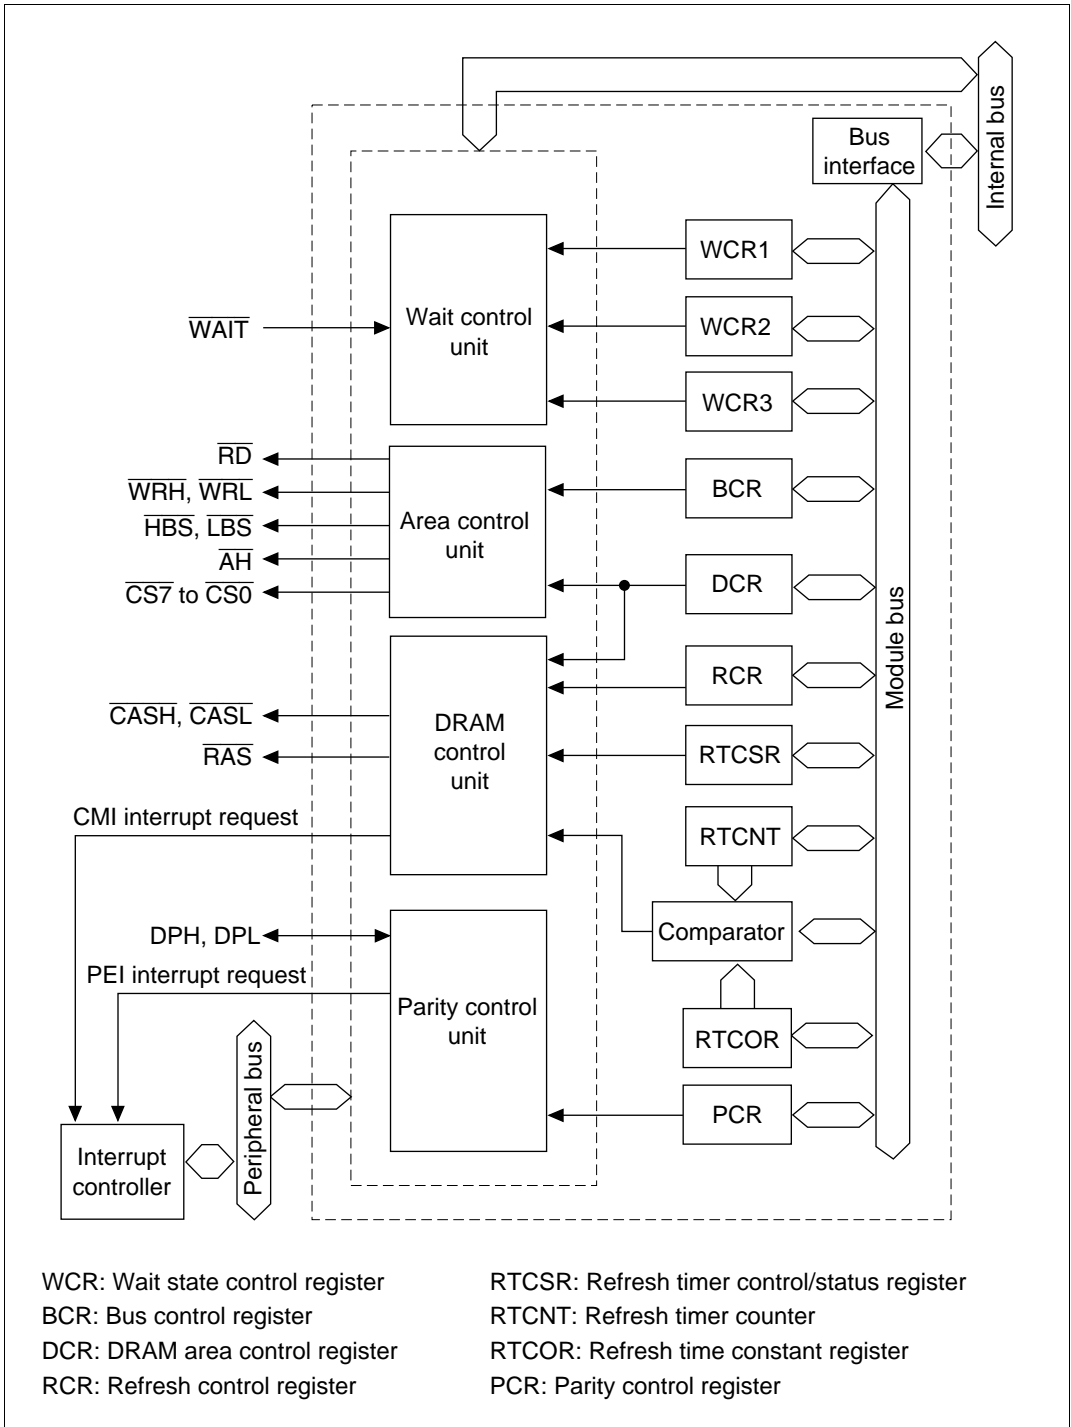 Internal bus
Bus
interface
WCR1
WAIT
Wait control
unit
WCR2
WCR3
RD
WRH, WRL
HBS, LBS
AH
CS7 to CS0
Area control
unit
BCR
DCR
Module bus
RCR
CASH, CASL
RAS
DRAM
control
unit
RTCSR
CMI interrupt request
RTCNT
DPH, DPL
Comparator
PEI interrupt request
Parity control
unit
RTCOR
Peripheral bus
PCR
Interrupt
controller
WCR: Wait state control register
BCR: Bus control register
DCR: DRAM area control register
RCR: Refresh control register
RTCSR: Refresh timer control/status register
RTCNT: Refresh timer counter
RTCOR: Refresh time constant register
PCR: Parity control register